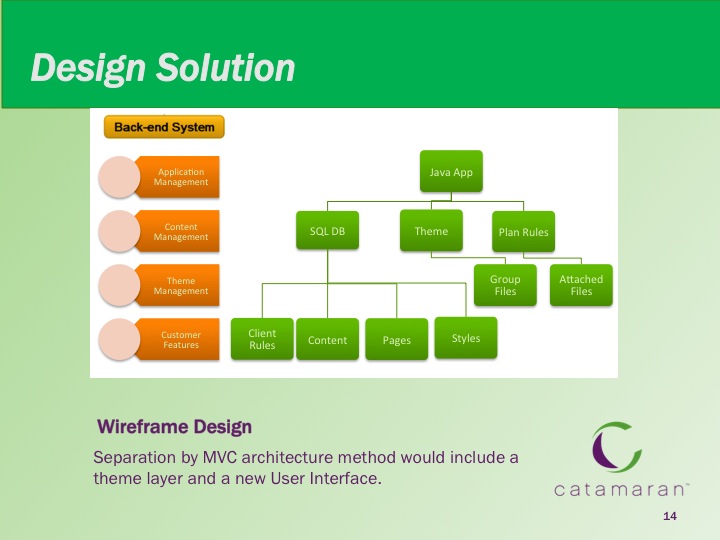 Design Solution
Back-end System
Application
Management
Content
Management
Theme
Management
Customer
Features
Java App
SQL DB
Theme
Plan Rules
Group
Files
Attached
Files
Client
Rules
Content
Pages
Styles
Wireframe Design
Separation by MVC architecture method would include a
theme layer and a new User Interface.
catamaran™
14